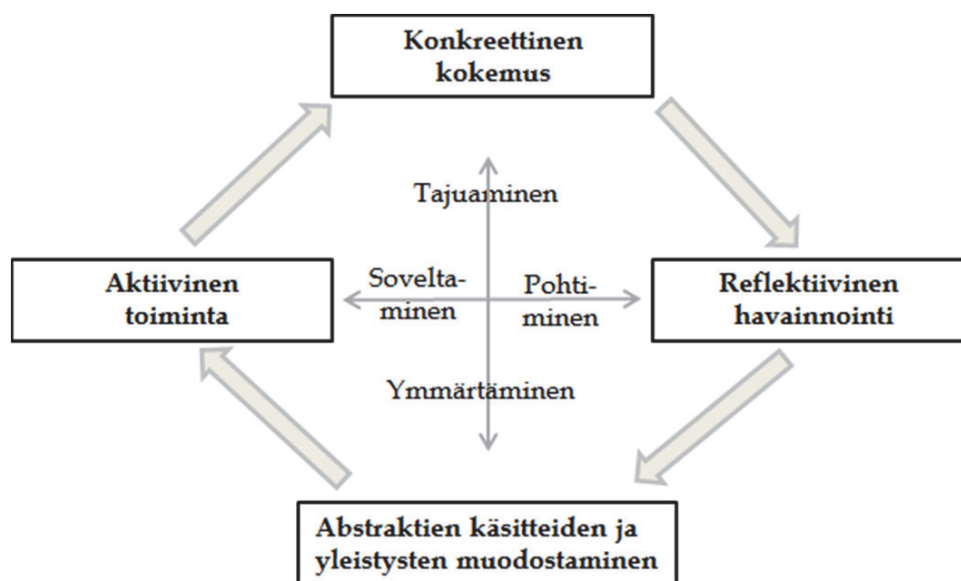 Konkreettinen
kokemus
Tajuaminen
Aktiivinen
toiminta
Sovelta-
minen
Pohti-
minen
Reflektiivinen
havainnointi
Ymmärtäminen
Abstraktien käsitteiden ja
yleistysten muodostaminen